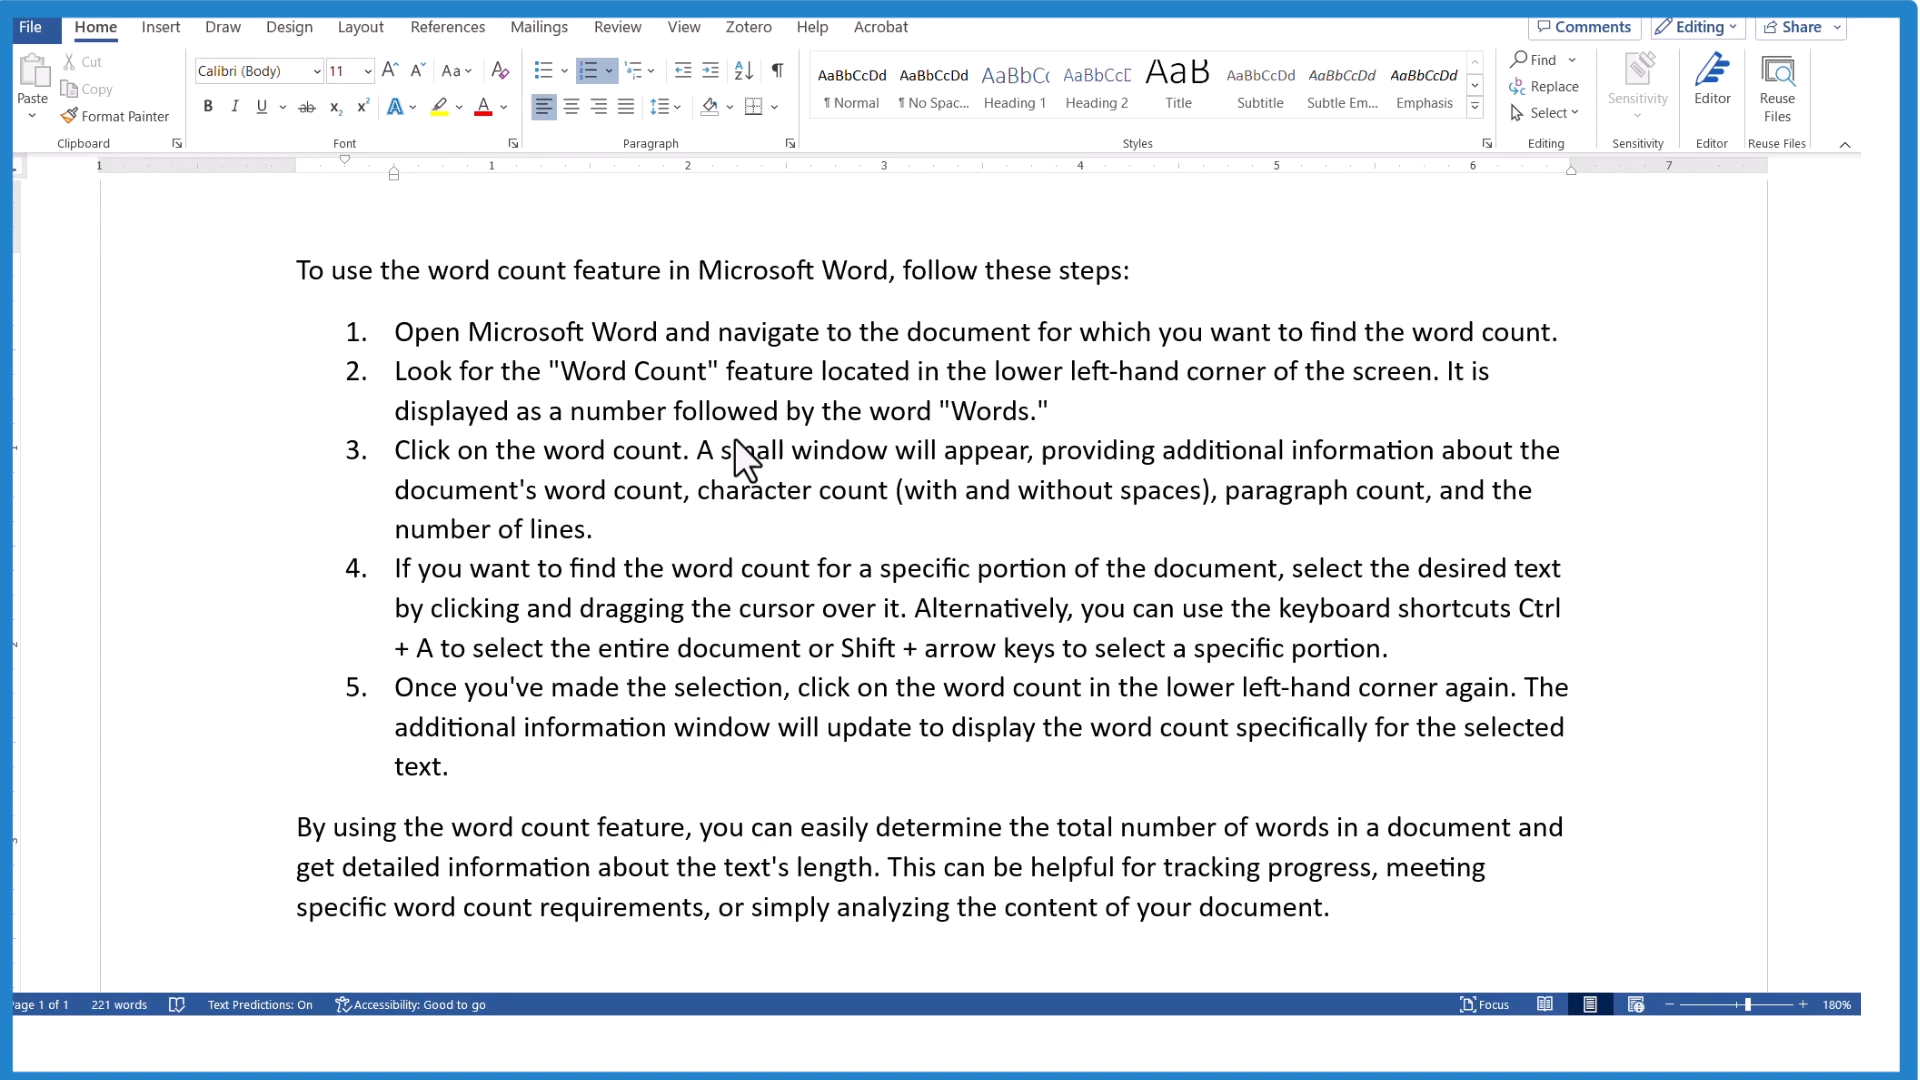 File Home Insert Draw Design Layout References Mailings Review View Zotero Help Acrobat Comments Editing Share
Paste
Cut
Copy
Format Painter
Clipboard
Calibri (Body) 11
Font
Paragraph
AaBbCcDd AaBbCcDd AaBbCc AaBbCcD AaB AaBbCcDd AaBbCcDd AaBbCcDd
¶ Normal ¶ No Spac... Heading 1 Heading 2 Title Subtitle Subtle Em... Emphasis
Styles
Find
Replace
Select
Editing
Sensitivity
Sensitivity
Editor
Editor
Reuse
Files
Reuse Files
1 1 2 3 4 5 6 7
To use the word count feature in Microsoft Word, follow these steps:
1. Open Microsoft Word and navigate to the document for which you want to find the word count.
2. Look for the "Word Count" feature located in the lower left-hand corner of the screen. It is
displayed as a number followed by the word "Words."
3. Click on the word count. A small window will appear, providing additional information about the
document's word count, character count (with and without spaces), paragraph count, and the
number of lines.
4. If you want to find the word count for a specific portion of the document, select the desired text
by clicking and dragging the cursor over it. Alternatively, you can use the keyboard shortcuts Ctrl
+ A to select the entire document or Shift + arrow keys to select a specific portion.
5. Once you've made the selection, click on the word count in the lower left-hand corner again. The
additional information window will update to display the word count specifically for the selected
text.
By using the word count feature, you can easily determine the total number of words in a document and
get detailed information about the text's length. This can be helpful for tracking progress, meeting
specific word count requirements, or simply analyzing the content of your document.
age 1 of 1 221 words Text Predictions: On Accessibility: Good to go Focus 180%